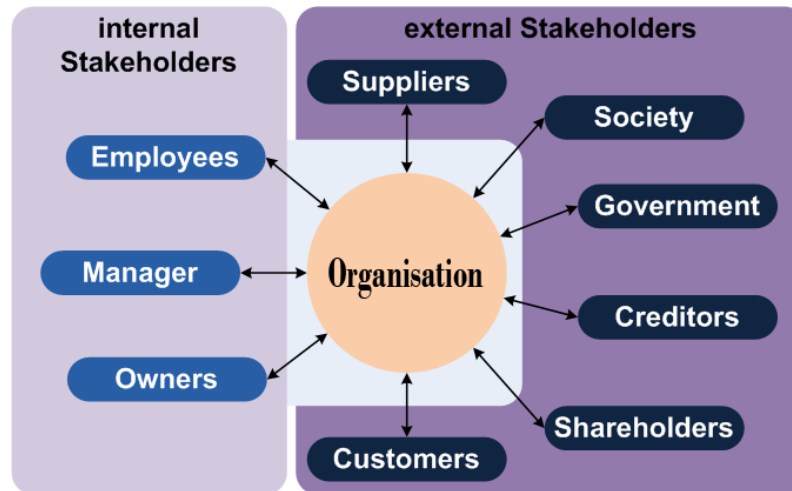 internal
Stakeholders
external Stakeholders
Suppliers
Society
Employees
Government
Manager
Organisation
Creditors
Owners
Shareholders
Customers